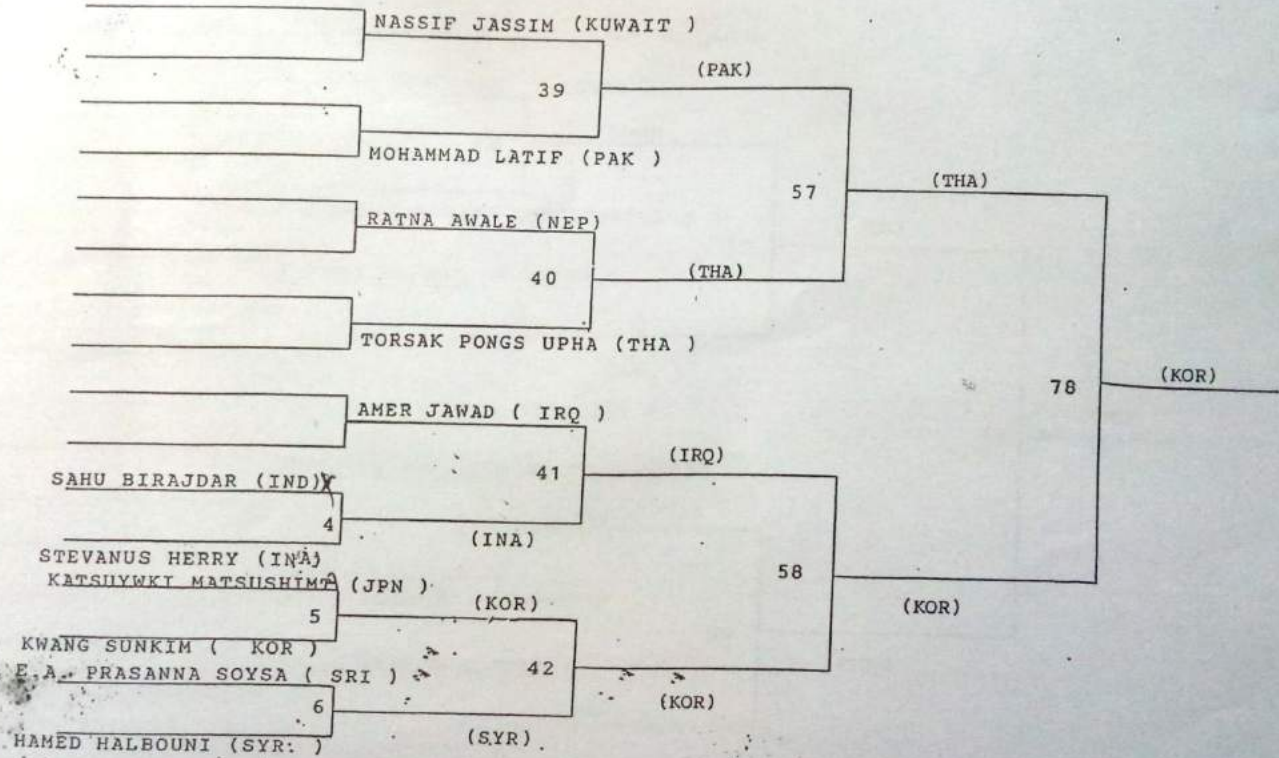 NASSIF JASSIM (KUWAIT )
(PAK)
39
MOHAMMAD LATIF (PAK )
57
(THA)
RATNA AWALE (NEP)
40
(THA)
TORSAK PONGS UPHA (THA )
78
(KOR)
AMER JAWAD ( IRQ )
41
(IRQ)
SAHU BIRAJDAR (IND)
4
(INA)
STEVANUS HERRY (INA)
58
(KOR)
KATSUYWKI MATSUSHIMA (JPN )
5
(KOR)
KWANG SUNKIM ( KOR )
42
(KOR)
E.A. PRASANNA SOYSA ( SRI )
6
(SYR)
HAMED HALBOUNI (SYR. )